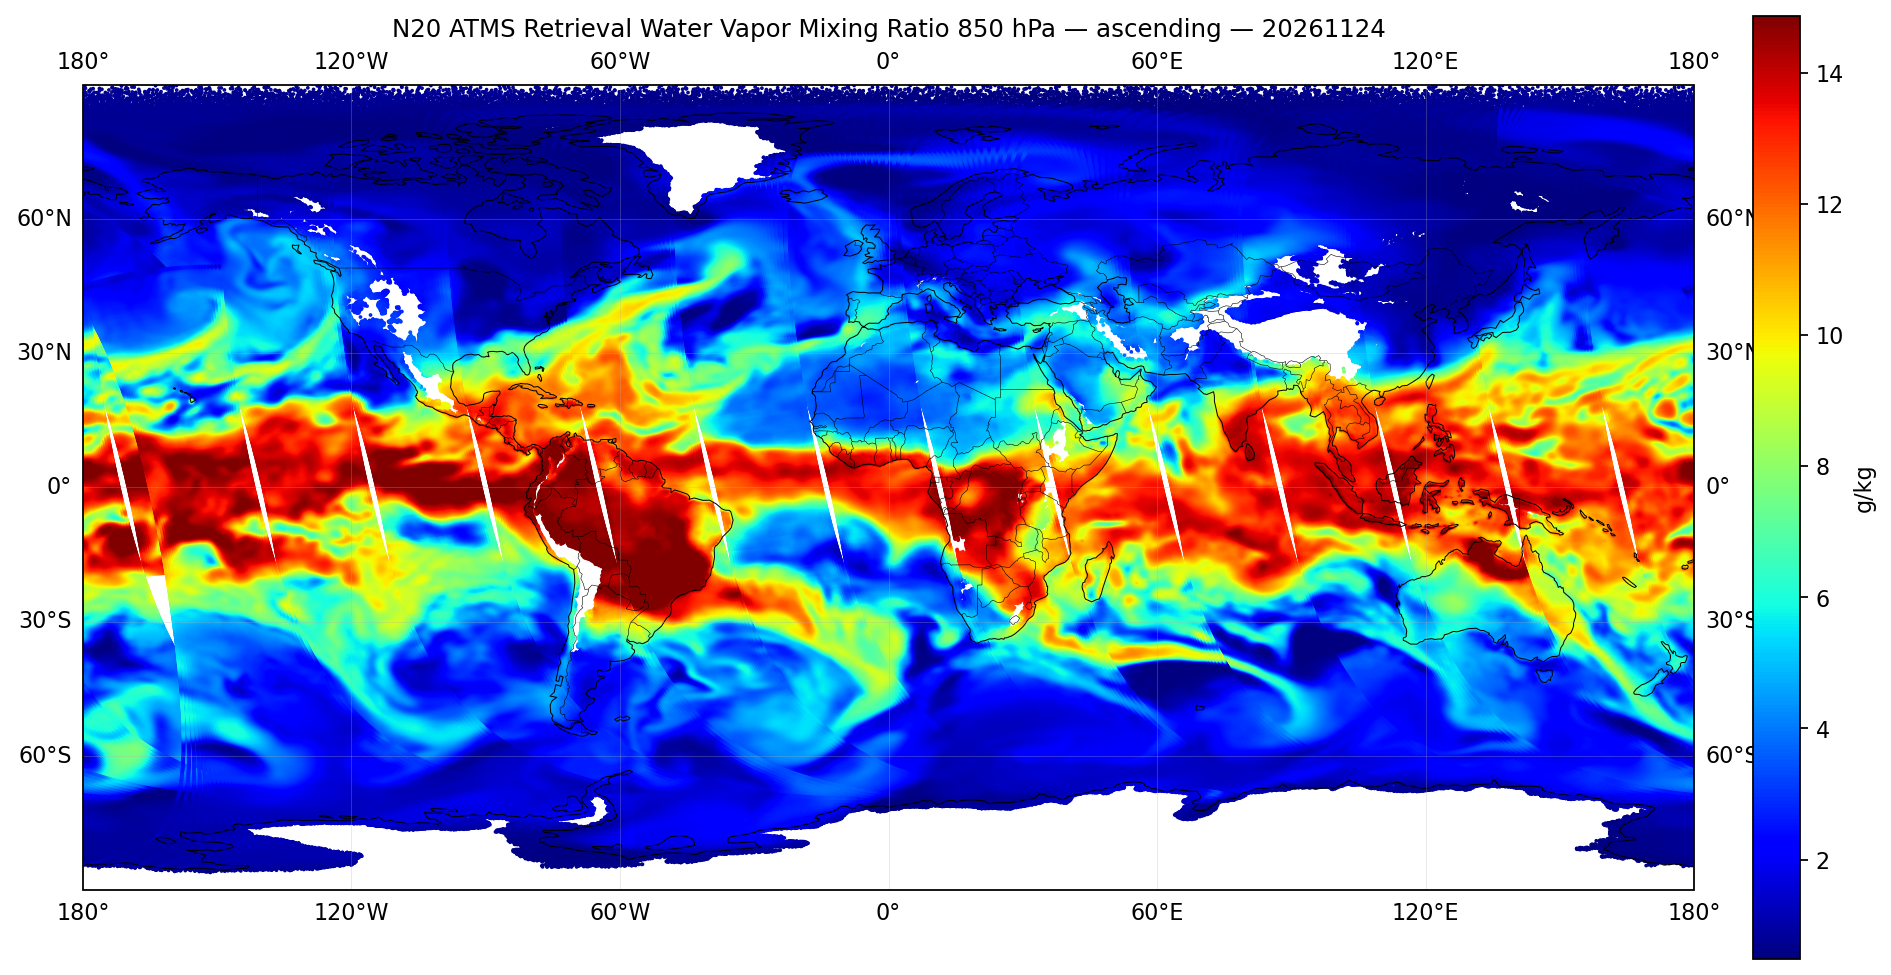 N20 ATMS Retrieval Water Vapor Mixing Ratio 850 hPa — ascending — 20261124
180° 120°W 60°W 0° 60°E 120°E 180°
14
12
10
8
6
4
2
g/kg
60°N 60°N
30°N 30°N
0° 0°
30°S 30°S
60°S 60°S
180° 120°W 60°W 0° 60°E 120°E 180°